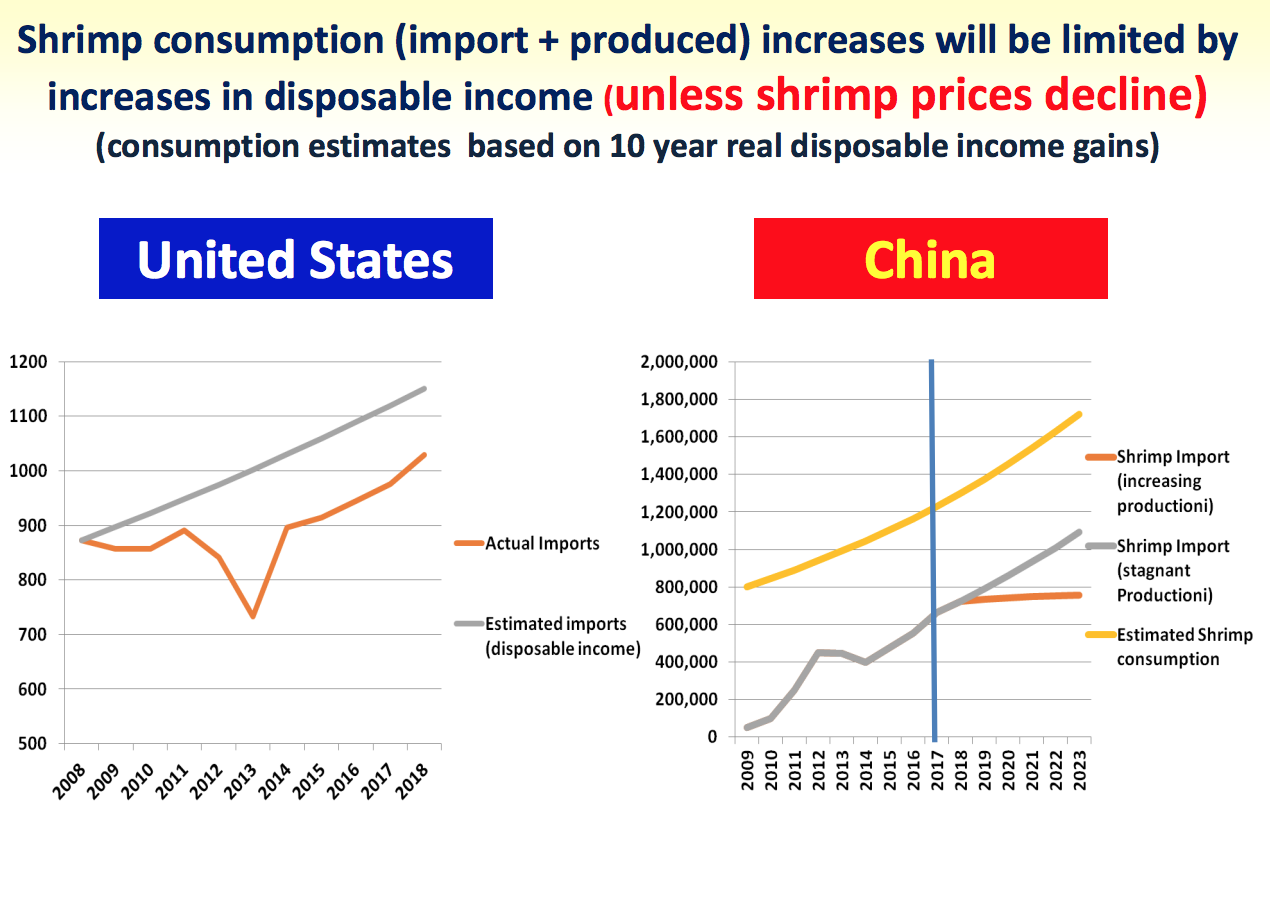 Shrimp consumption (import + produced) increases will be limited by
increases in disposable income (unless shrimp prices decline)
(consumption estimates based on 10 year real disposable income gains)
United States
China
1200
1100
1000
900
800
700
600
500
2008
2009
2010
2011
2012
2013
2014
2015
2016
2017
2018
Actual Imports
Estimated imports
(disposable income)
2,000,000
1,800,000
1,600,000
1,400,000
1,200,000
1,000,000
800,000
600,000
400,000
200,000
0
2009
2010
2011
2012
2013
2014
2015
2016
2017
2018
2019
2020
2021
2022
2023
Shrimp Import
(increasing
productioni)
Shrimp Import
(stagnant
Productioni)
Estimated Shrimp
consumption